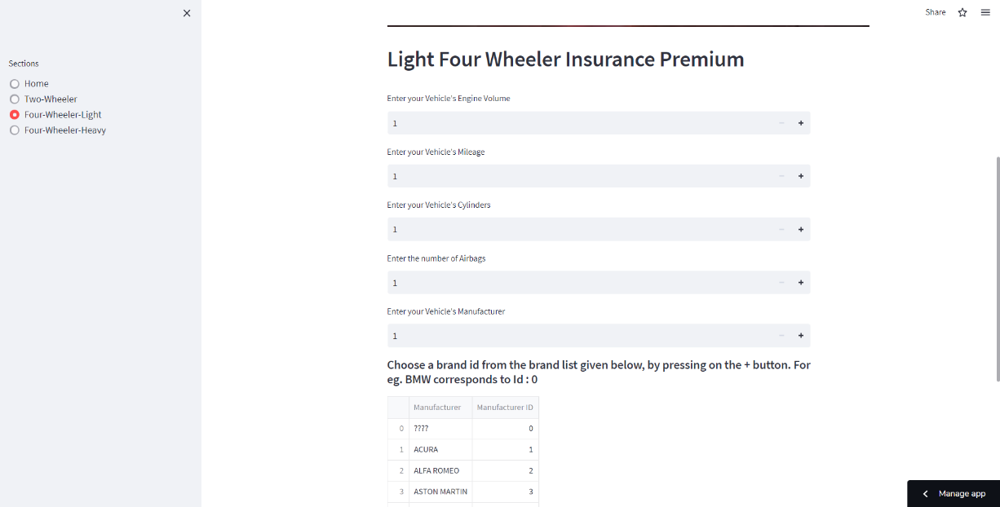 Share
Sections
Home
Two-Wheeler
Four-Wheeler-Light
Four-Wheeler-Heavy
Light Four Wheeler Insurance Premium
Enter your Vehicle's Engine Volume
1
Enter your Vehicle's Mileage
1
Enter your Vehicle's Cylinders
1
Enter the number of Airbags
1
Enter your Vehicle's Manufacturer
1
Choose a brand id from the brand list given below, by pressing on the + button. For
eg. BMW corresponds to Id : 0
Manufacturer Manufacturer ID
0 ???? 0
1 ACURA 1
2 ALFA ROMEO 2
3 ASTON MARTIN 3
Manage app